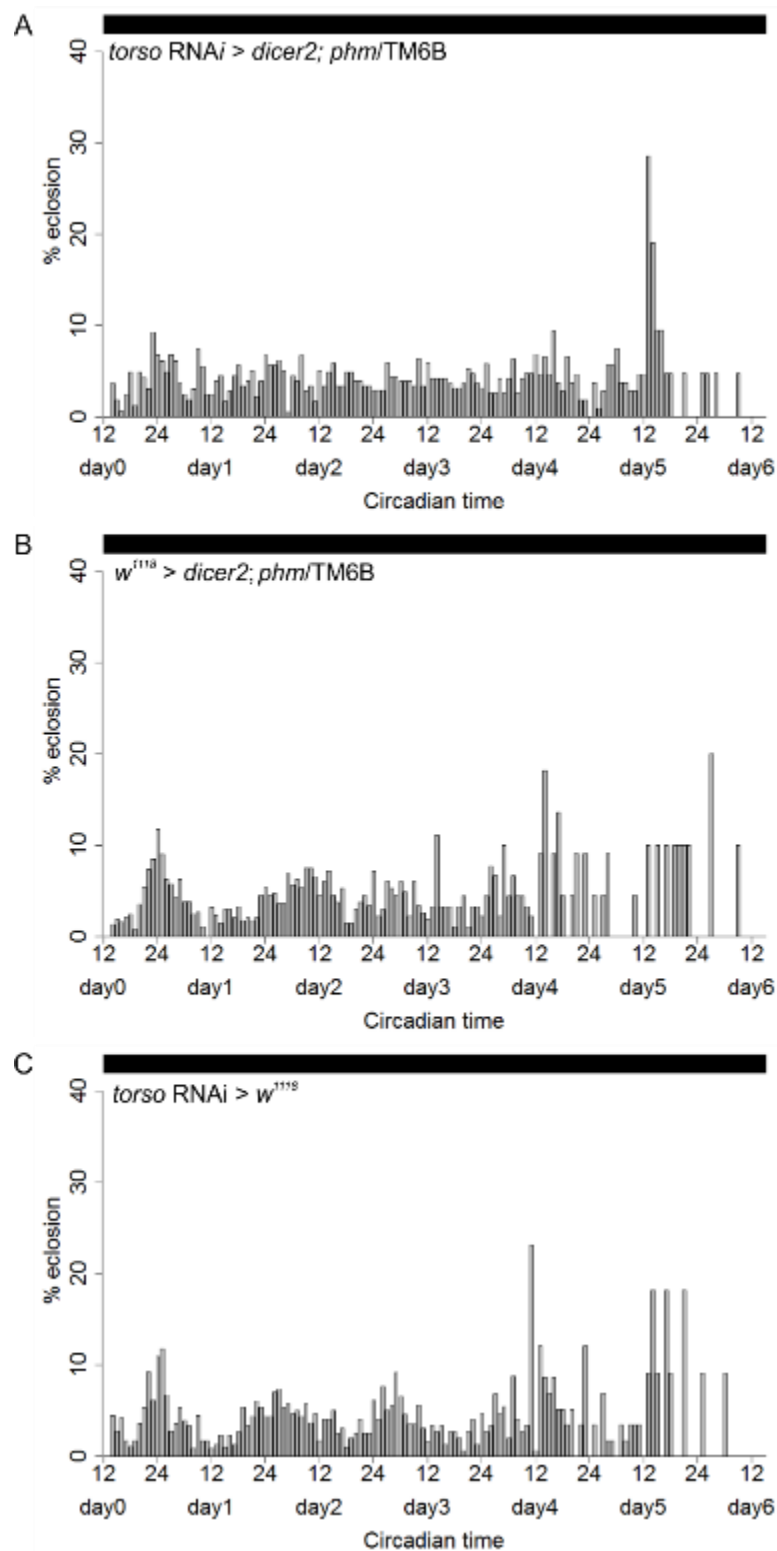 A
torso RNAi > dicer2; phm/TM6B
40
30
20
10
0
% eclosion
12 24 12 24 12 24 12 24 12 24 12 24 12
day0 day1 day2 day3 day4 day5 day6
Circadian time
B
w1118 > dicer2; phm/TM6B
40
30
20
10
0
% eclosion
12 24 12 24 12 24 12 24 12 24 12 24 12
day0 day1 day2 day3 day4 day5 day6
Circadian time
C
torso RNAi > w1118
40
30
20
10
0
% eclosion
12 24 12 24 12 24 12 24 12 24 12 24 12
day0 day1 day2 day3 day4 day5 day6
Circadian time